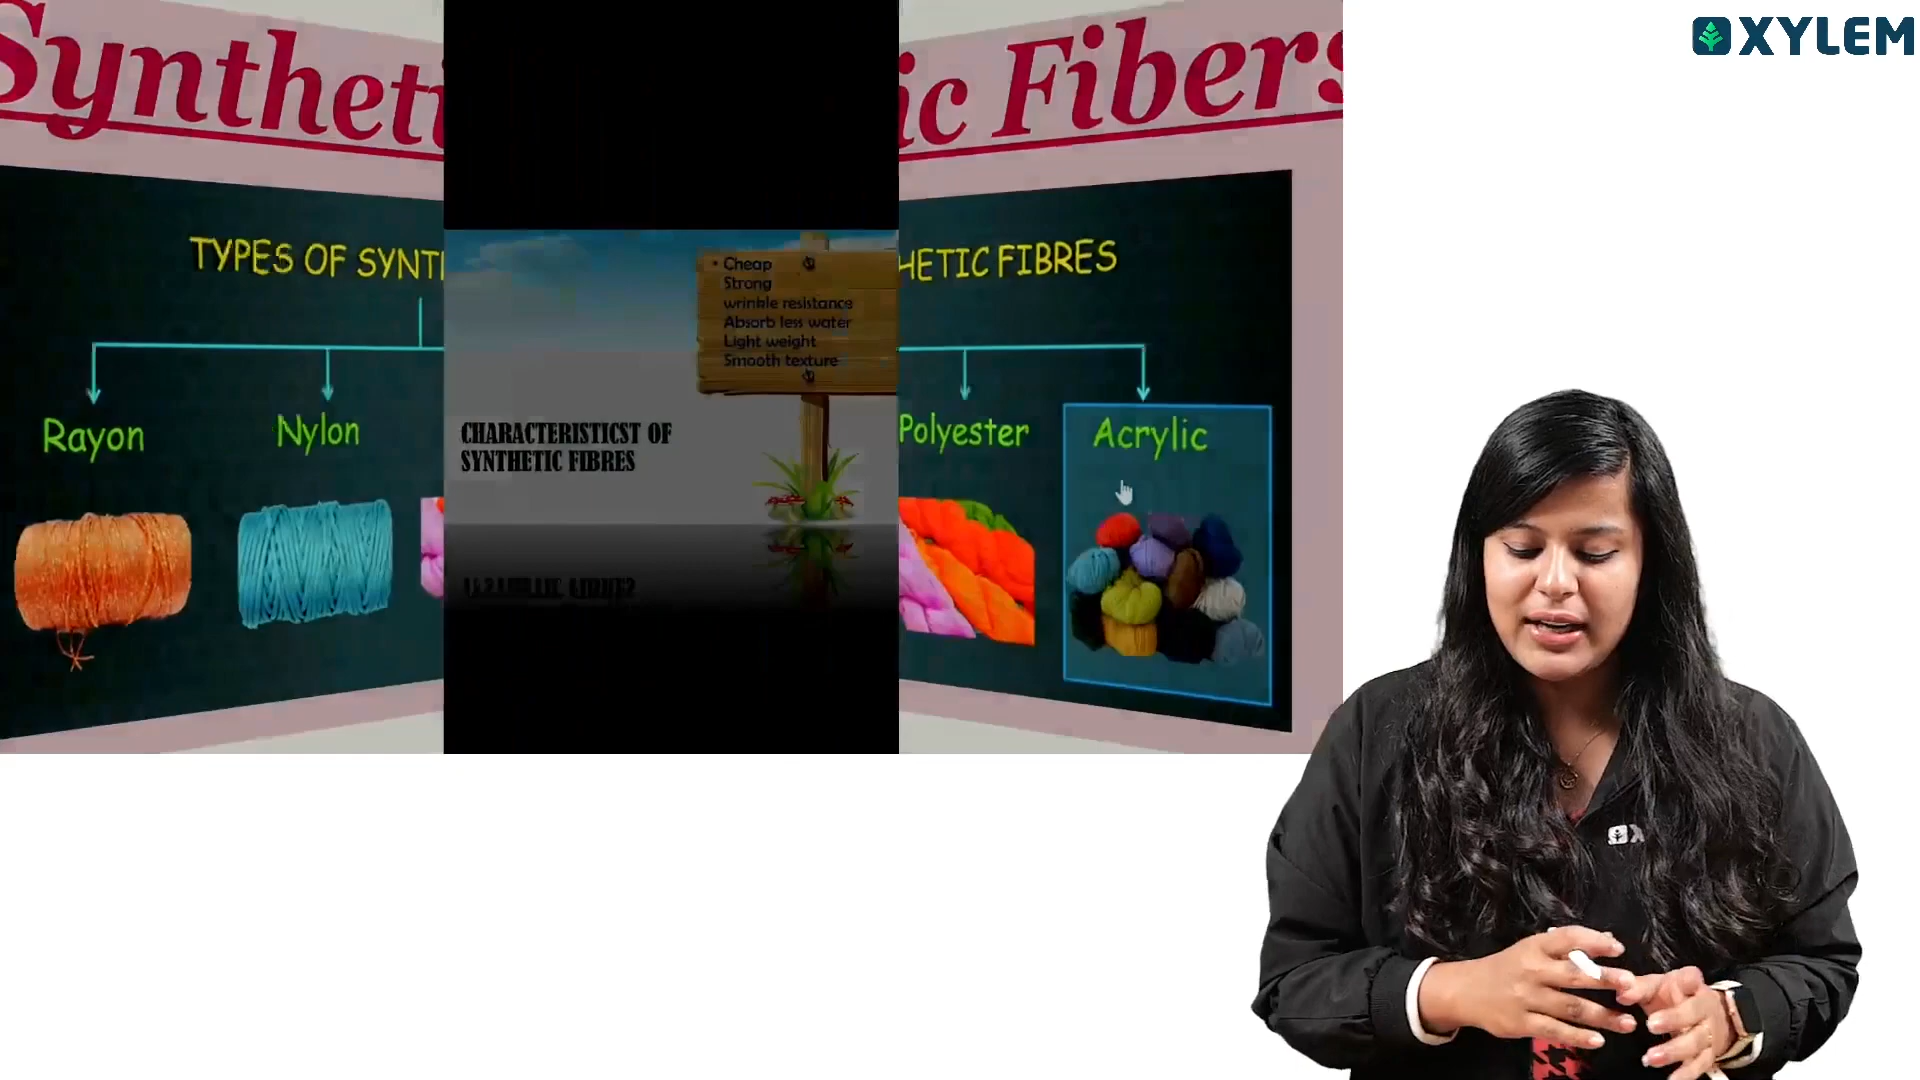 XYLEM
Syntheti
ic Fibers
TYPES OF SYNT
HETIC FIBRES
Rayon
Nylon
Polyester
Acrylic
• Cheap
Strong
wrinkle resistance
Absorb less water
Light weight
Smooth texture
CHARACTERISTICST OF
SYNTHETIC FIBRES